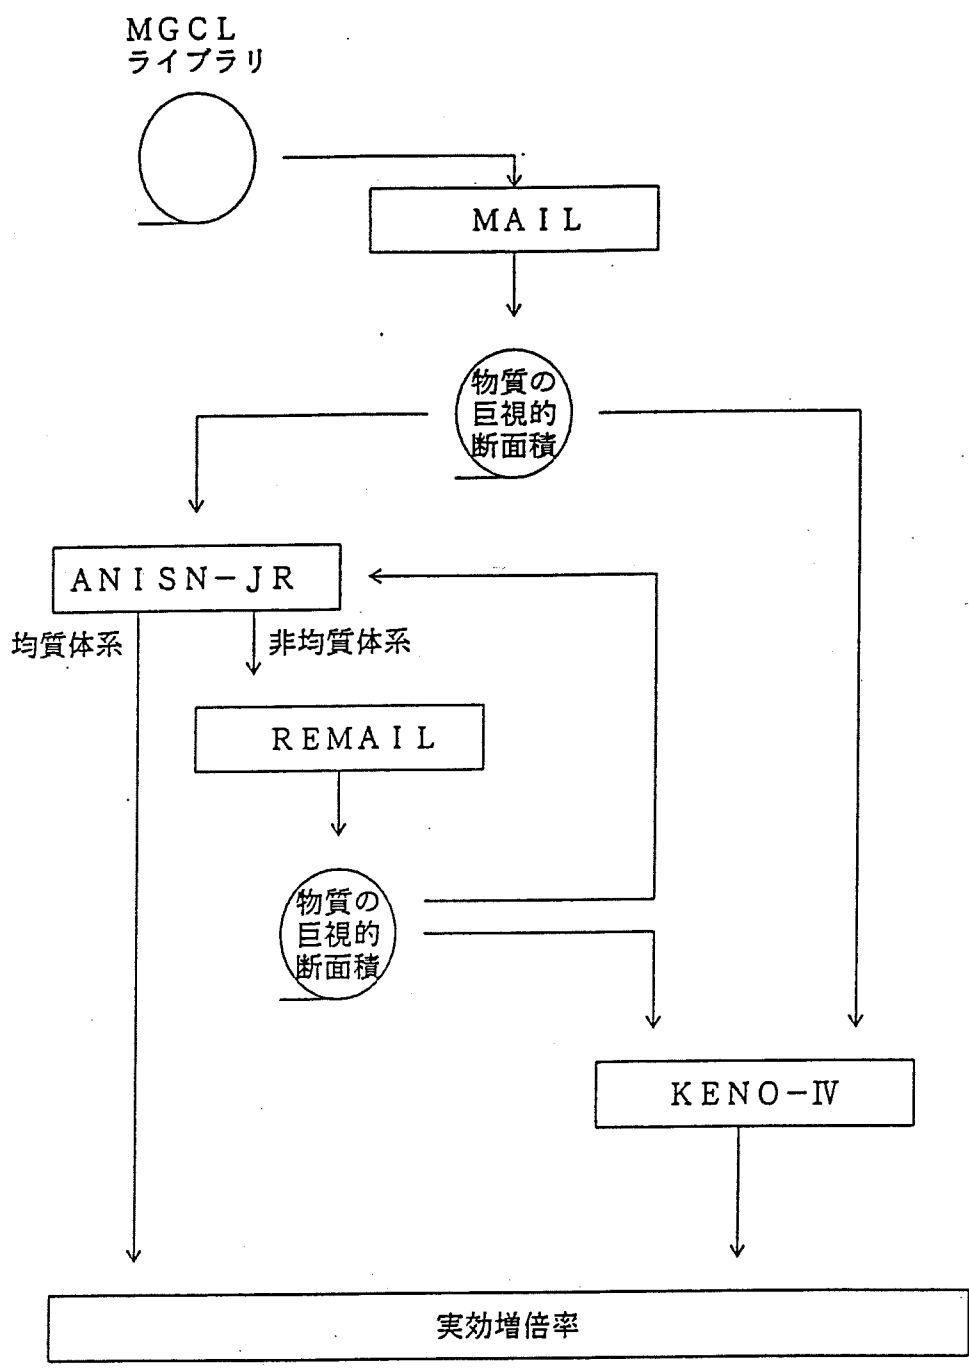 MGCL
ライブラリ
MAIL
物質の
巨視的
断面積
ANISN-JR
均質体系
非均質体系
REMAIL
物質の
巨視的
断面積
KENO-Ⅳ
実効増倍率